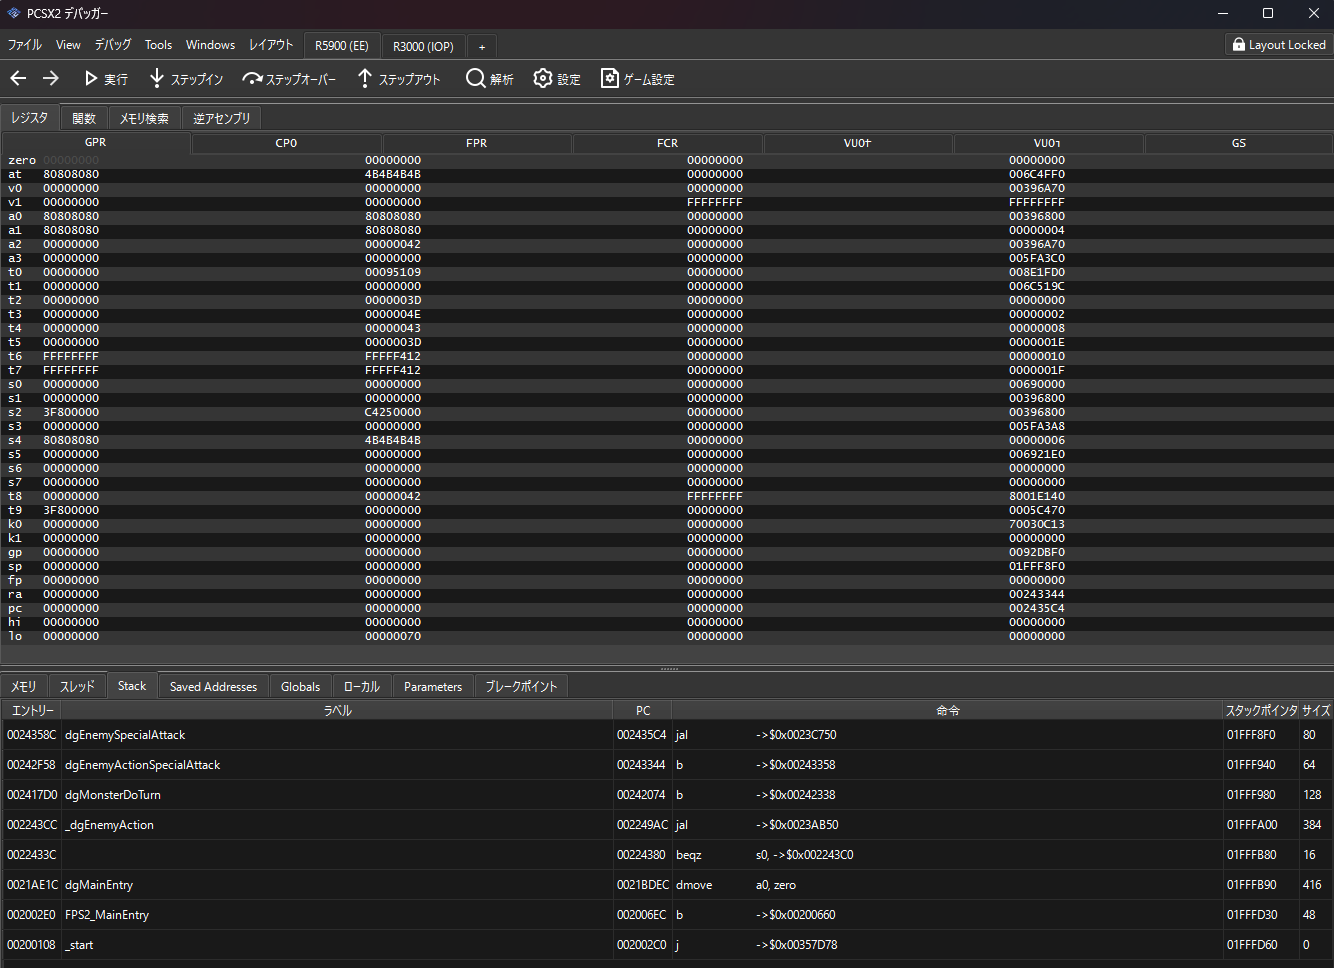 PCSX2 デバッガー
ファイル View デバッグ Tools Windows レイアウト R5900 (EE) R3000 (IOP) + Layout Locked
実行 ステップイン ステップオーバー ステップアウト 解析 設定 ゲーム設定
レジスタ 関数 メモリ検索 逆アセンブリ
GPR CP0 FPR FCR VU0f VU0i GS
zero 00000000 00000000 00000000 00000000
at 80808080 4B4B4B4B 00000000 006C4FF0
v0 00000000 00000000 00000000 00396A70
v1 00000000 00000000 FFFFFFFF FFFFFFFF
a0 80808080 80808080 00000000 00396800
a1 80808080 80808080 00000000 00000004
a2 00000000 00000042 00000000 00396A70
a3 00000000 00000000 00000000 005FA3C0
t0 00000000 00095109 00000000 008E1FD0
t1 00000000 00000000 00000000 006C519C
t2 00000000 0000003D 00000000 00000000
t3 00000000 0000004E 00000000 00000002
t4 00000000 00000043 00000000 00000008
t5 00000000 0000003D 00000000 0000001E
t6 FFFFFFFF FFFFF412 00000000 00000010
t7 FFFFFFFF FFFFF412 00000000 0000001F
s0 00000000 00000000 00000000 00690000
s1 00000000 00000000 00000000 00396800
s2 3F800000 C4250000 00000000 00396800
s3 00000000 00000000 00000000 005FA3A8
s4 80808080 4B4B4B4B 00000000 00000006
s5 00000000 00000000 00000000 006921E0
s6 00000000 00000000 00000000 00000000
s7 00000000 00000000 00000000 00000000
t8 00000000 00000042 FFFFFFFF 8001E140
t9 3F800000 00000000 00000000 0005C470
k0 00000000 00000000 00000000 70030C13
k1 00000000 00000000 00000000 00000000
gp 00000000 00000000 00000000 0092DBF0
sp 00000000 00000000 00000000 01FFF8F0
fp 00000000 00000000 00000000 00000000
ra 00000000 00000000 00000000 00243344
pc 00000000 00000000 00000000 002435C4
hi 00000000 00000000 00000000 00000000
lo 00000000 00000070 00000000 00000000
メモリ スレッド Stack Saved Addresses Globals ローカル Parameters ブレークポイント
エントリー ラベル PC 命令 スタックポインタ サイズ
0024358C dgEnemySpecialAttack 002435C4 jal ->$0x0023C750 01FFF8F0 80
00242F58 dgEnemyActionSpecialAttack 00243344 b ->$0x00243358 01FFF940 64
002417D0 dgMonsterDoTurn 00242074 b ->$0x00242338 01FFF980 128
002243CC _dgEnemyAction 002249AC jal ->$0x0023AB50 01FFFA00 384
0022433C 00224380 beqz s0, ->$0x002243C0 01FFFB80 16
0021AE1C dgMainEntry 0021BDEC dmove a0, zero 01FFFB90 416
002002E0 FPS2_MainEntry 002006EC b ->$0x00200660 01FFFD30 48
00200108 _start 002002C0 j ->$0x00357D78 01FFFD60 0